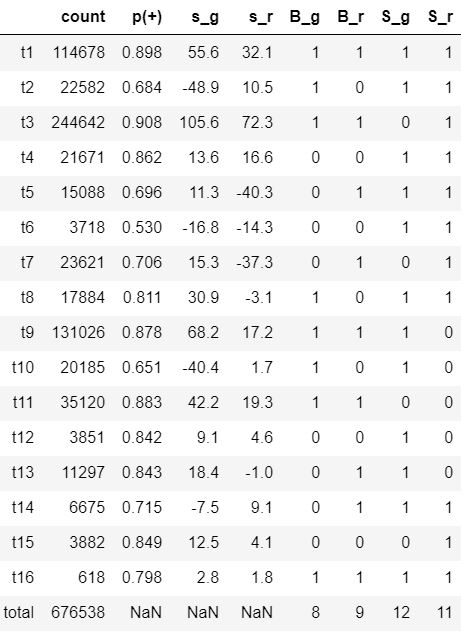 count p(+) s_g s_r B_g B_r S_g S_r
t1 114678 0.898 55.6 32.1 1 1 1 1
t2 22582 0.684 -48.9 10.5 1 0 1 1
t3 244642 0.908 105.6 72.3 1 1 0 1
t4 21671 0.862 13.6 16.6 0 0 1 1
t5 15088 0.696 11.3 -40.3 0 1 1 1
t6 3718 0.530 -16.8 -14.3 0 0 1 1
t7 23621 0.706 15.3 -37.3 0 1 0 1
t8 17884 0.811 30.9 -3.1 1 0 1 1
t9 131026 0.878 68.2 17.2 1 1 1 0
t10 20185 0.651 -40.4 1.7 1 0 1 0
t11 35120 0.883 42.2 19.3 1 1 0 0
t12 3851 0.842 9.1 4.6 0 0 1 0
t13 11297 0.843 18.4 -1.0 0 1 1 0
t14 6675 0.715 -7.5 9.1 0 1 1 1
t15 3882 0.849 12.5 4.1 0 0 0 1
t16 618 0.798 2.8 1.8 1 1 1 1
total 676538 NaN NaN NaN 8 9 12 11